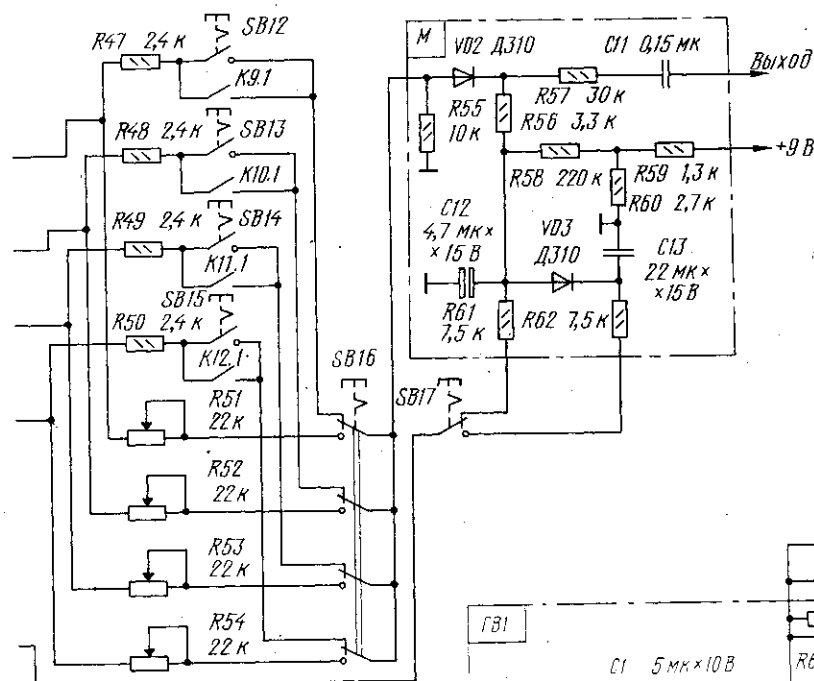 R47 2,4 к
SB12
K9.1
R48 2,4 к
SB13
K10.1
R49 2,4 к
SB14
K11.1
SB15
R50 2,4 к
K12.1
R51
22 к
R52
22 к
R53
22 к
R54
22 к
SB16
SB17
M
VD2 Д310
C11 0,15 мк
Выход
R55
10 к
R57 30 к
R56 3,3 к
+9 В
R58 220 к
R59 1,3 к
R60 2,7 к
C12
4,7 мк×
×15 В
VD3
Д310
C13
22 мк×
×15 В
R61
7,5 к
R62 7,5 к
ГВ1
C1 5 мк×10 В